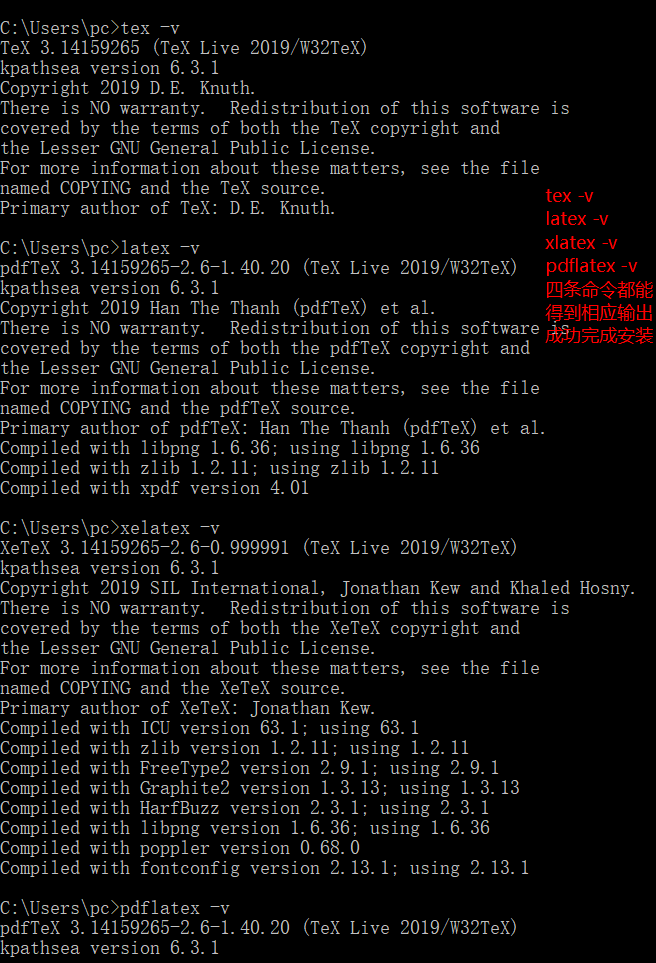 C:\Users\pc>tex -v
TeX 3.14159265 (TeX Live 2019/W32TeX)
kpathsea version 6.3.1
Copyright 2019 D.E. Knuth.
There is NO warranty.  Redistribution of this software is
covered by the terms of both the TeX copyright and
the Lesser GNU General Public License.
For more information about these matters, see the file
named COPYING and the TeX source.
Primary author of TeX: D.E. Knuth.
C:\Users\pc>latex -v
pdfTeX 3.14159265-2.6-1.40.20 (TeX Live 2019/W32TeX)
kpathsea version 6.3.1
Copyright 2019 Han The Thanh (pdfTeX) et al.
There is NO warranty.  Redistribution of this software is
covered by the terms of both the pdfTeX copyright and
the Lesser GNU General Public License.
For more information about these matters, see the file
named COPYING and the pdfTeX source.
Primary author of pdfTeX: Han The Thanh (pdfTeX) et al.
Compiled with libpng 1.6.36; using libpng 1.6.36
Compiled with zlib 1.2.11; using zlib 1.2.11
Compiled with xpdf version 4.01
C:\Users\pc>xelatex -v
XeTeX 3.14159265-2.6-0.999991 (TeX Live 2019/W32TeX)
kpathsea version 6.3.1
Copyright 2019 SIL International, Jonathan Kew and Khaled Hosny.
There is NO warranty.  Redistribution of this software is
covered by the terms of both the XeTeX copyright and
the Lesser GNU General Public License.
For more information about these matters, see the file
named COPYING and the XeTeX source.
Primary author of XeTeX: Jonathan Kew.
Compiled with ICU version 63.1; using 63.1
Compiled with zlib version 1.2.11; using 1.2.11
Compiled with FreeType2 version 2.9.1; using 2.9.1
Compiled with Graphite2 version 1.3.13; using 1.3.13
Compiled with HarfBuzz version 2.3.1; using 2.3.1
Compiled with libpng version 1.6.36; using 1.6.36
Compiled with poppler version 0.68.0
Compiled with fontconfig version 2.13.1; using 2.13.1
C:\Users\pc>pdflatex -v
pdfTeX 3.14159265-2.6-1.40.20 (TeX Live 2019/W32TeX)
kpathsea version 6.3.1
tex -v
latex -v
xlatex -v
pdflatex -v
四条命令都能
得到相应输出
成功完成安装